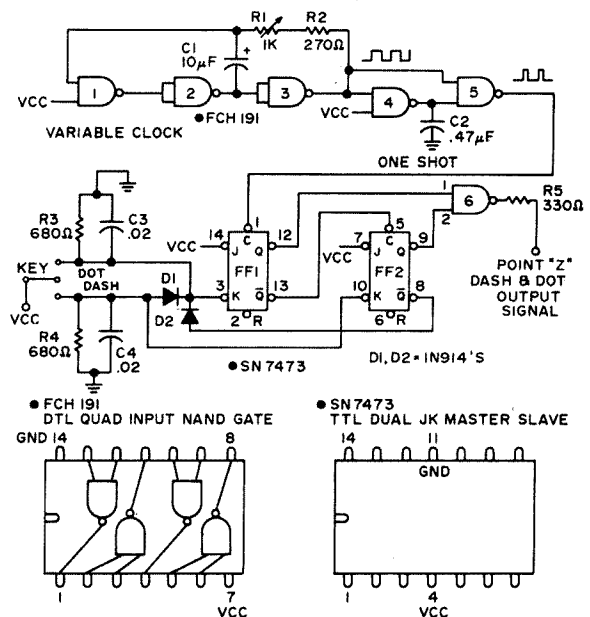 R1
R2
1K
270Ω
C1
10μF
+
1
2
3
4
5
VCC
VCC
●FCH 191
VARIABLE CLOCK
C2
.47μF
ONE SHOT
R3
680Ω
C3
.02
KEY
DOT
DASH
VCC
R4
680Ω
C4
.02
D1
D2
VCC
14
J
C
1
Q
12
FF1
3
K
Q̅
13
2
R
VCC
7
J
C
5
Q
9
FF2
10
K
Q̅
8
6
R
1
2
6
R5
330Ω
POINT "Z"
DASH & DOT
OUTPUT
SIGNAL
●SN 7473
D1, D2 = 1N914'S
●FCH 191
DTL QUAD INPUT NAND GATE
GND 14
8
1
7
VCC
●SN7473
TTL DUAL JK MASTER SLAVE
14
11
GND
1
4
VCC